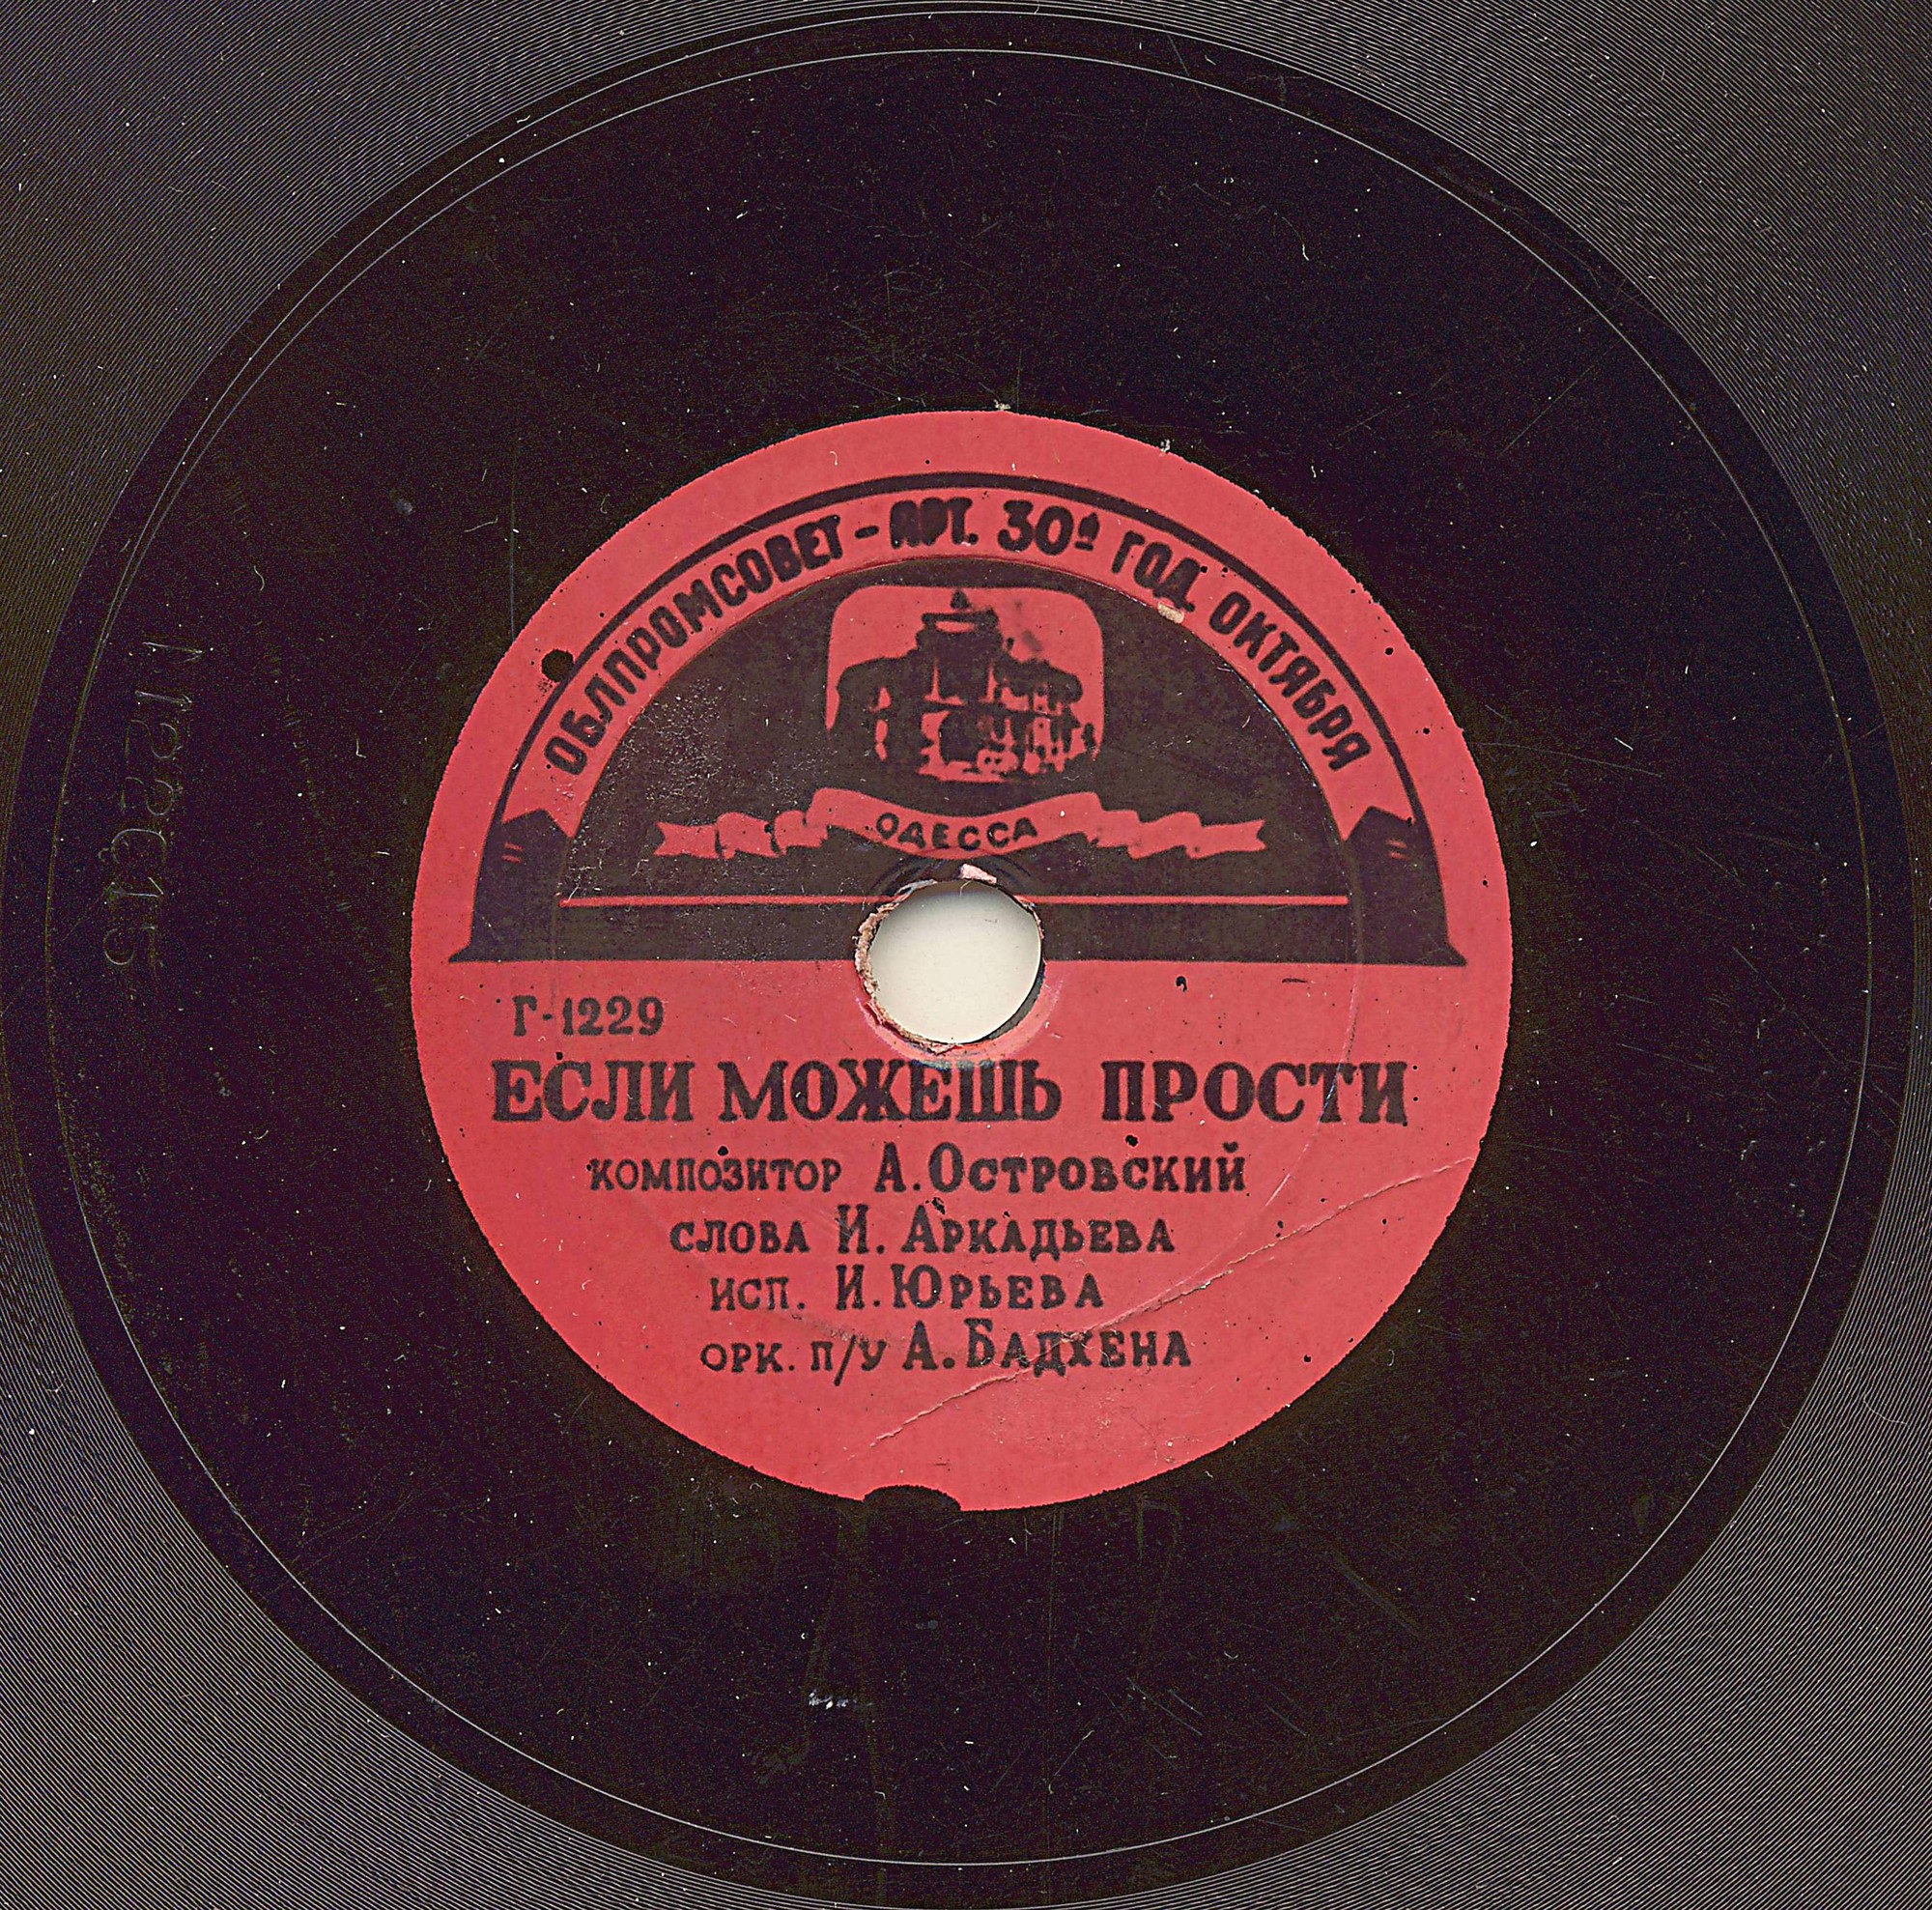 ОБЛПРОМСОВЕТ - АРТ. 30й ГОД. ОКТЯБРЯ
ОДЕССА
Г-1229
ЕСЛИ МОЖЕШЬ ПРОСТИ
КОМПОЗИТОР А. ОСТРОВСКИЙ
СЛОВА И. АРКАДЬЕВА
ИСП. И. ЮРЬЕВА
ОРК. П/У А. БАДХЕНА